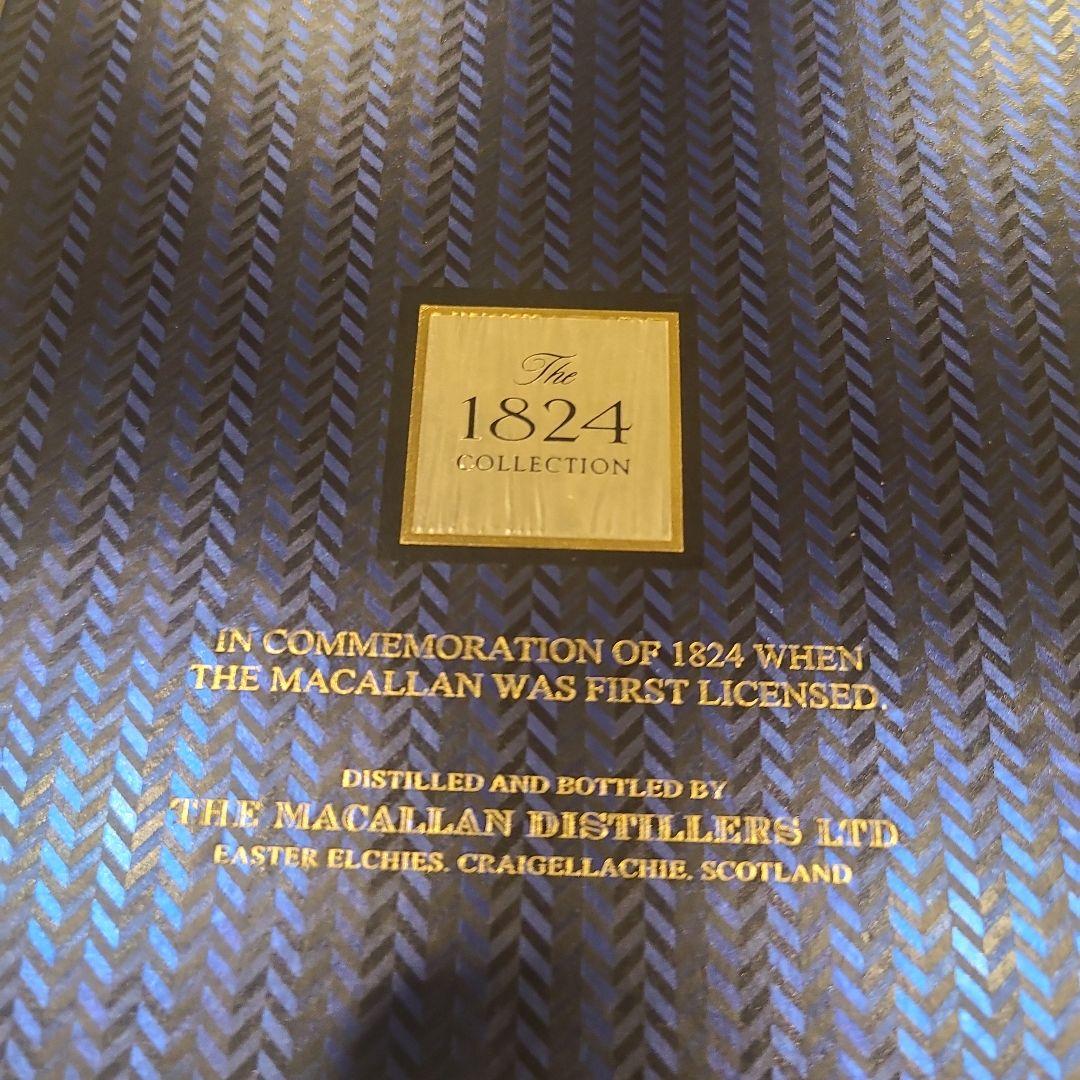 The
1824
COLLECTION
IN COMMEMORATION OF 1824 WHEN
THE MACALLAN WAS FIRST LICENSED.
DISTILLED AND BOTTLED BY
THE MACALLAN DISTILLERS LTD
EASTER ELCHIES, CRAIGELLACHIE, SCOTLAND